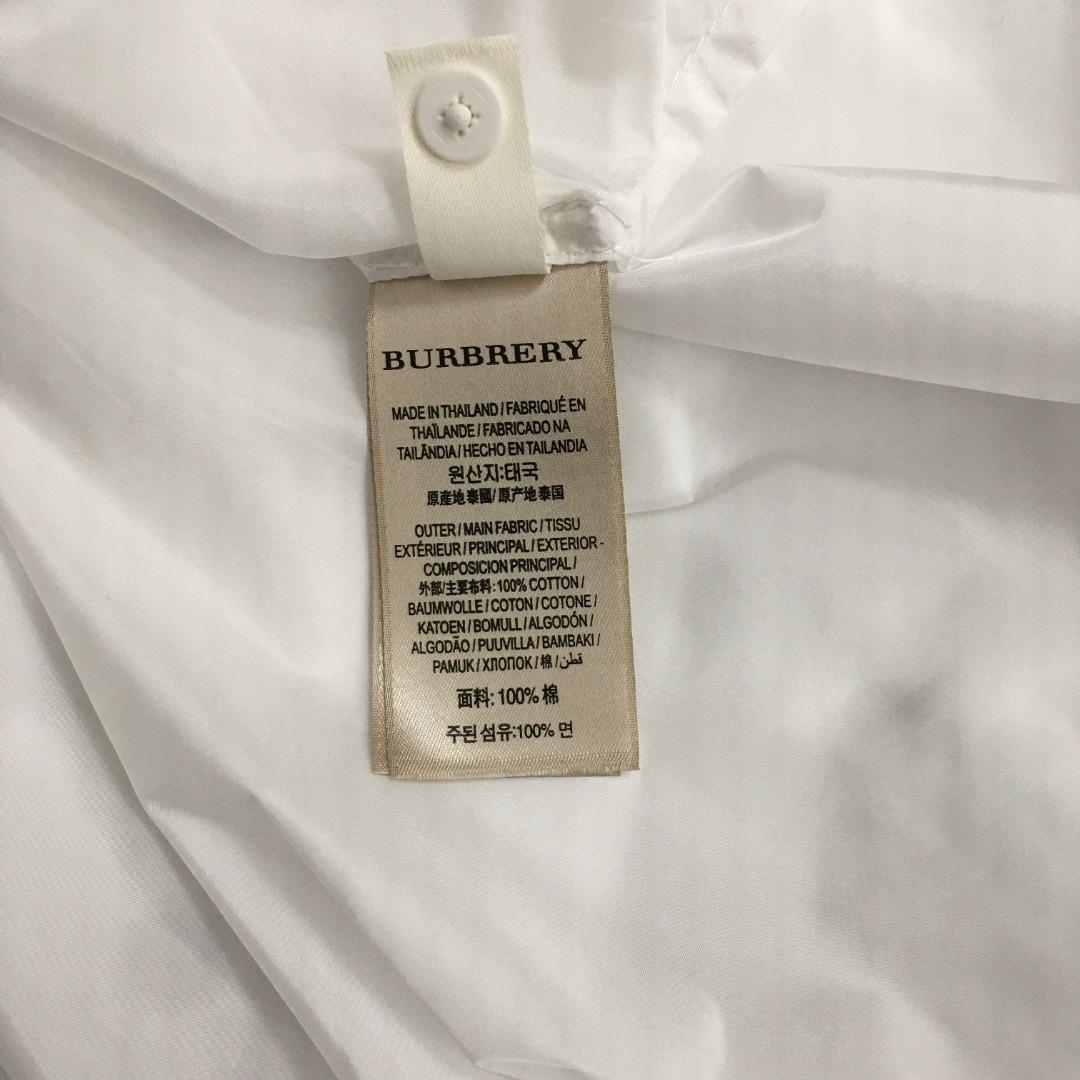 BURBRERY
MADE IN THAILAND / FABRIQUÉ EN
THAÏLANDE / FABRICADO NA
TAILÃNDIA / HECHO EN TAILANDIA
원산지:태국
原産地泰國/ 原产地泰国
OUTER / MAIN FABRIC / TISSU
EXTÉRIEUR / PRINCIPAL / EXTERIOR -
COMPOSICION PRINCIPAL /
外部/主要布料: 100% COTTON /
BAUMWOLLE / COTON / COTONE /
KATOEN / BOMULL / ALGODÓN /
ALGODÃO / PUUVILLA / BAMBAKI /
PAMUK / ХЛОПОК / 棉 / قطن
面料: 100% 棉
주된 섬유:100% 면